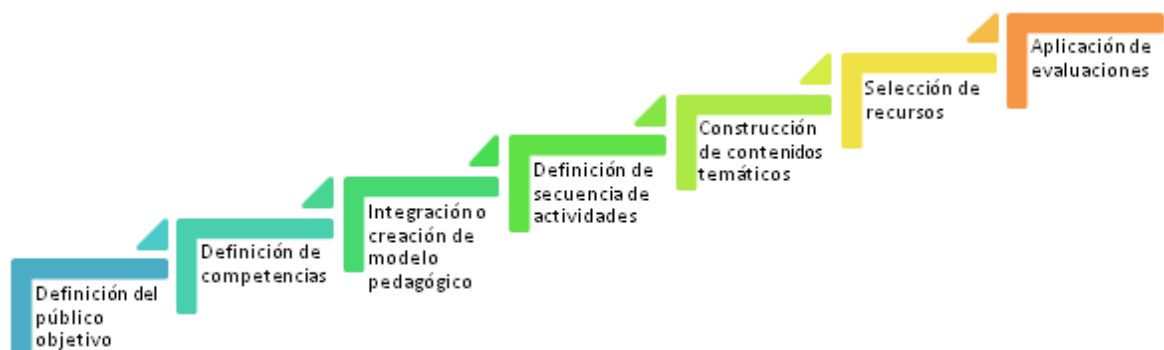 Definición del
público
objetivo
Definición de
competencias
Integración o
creación de
modelo
pedagógico
Definición de
secuencia de
actividades
Construcción
de contenidos
temáticos
Selección de
recursos
Aplicación de
evaluaciones